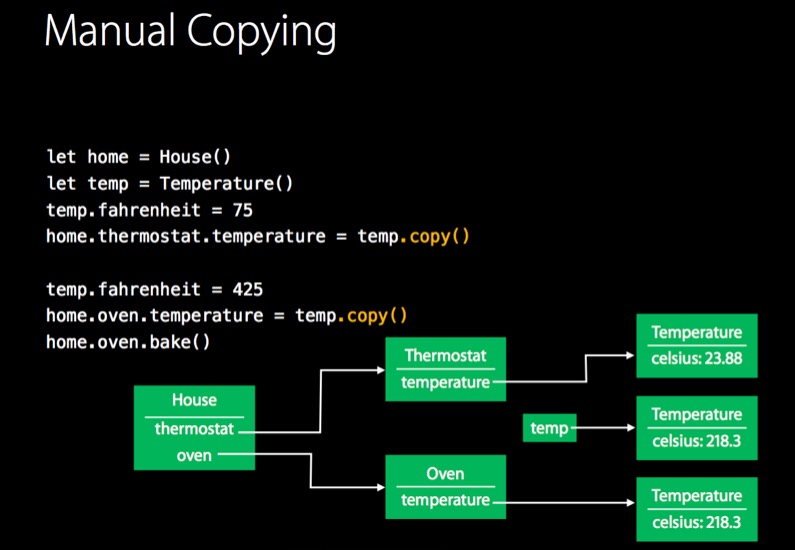 Manual Copying
let home = House()
let temp = Temperature()
temp.fahrenheit = 75
home.thermostat.temperature = temp.copy()
temp.fahrenheit = 425
home.oven.temperature = temp.copy()
home.oven.bake()
House
thermostat
oven
Thermostat
temperature
temp
Oven
temperature
Temperature
celsius: 23.88
Temperature
celsius: 218.3
Temperature
celsius: 218.3